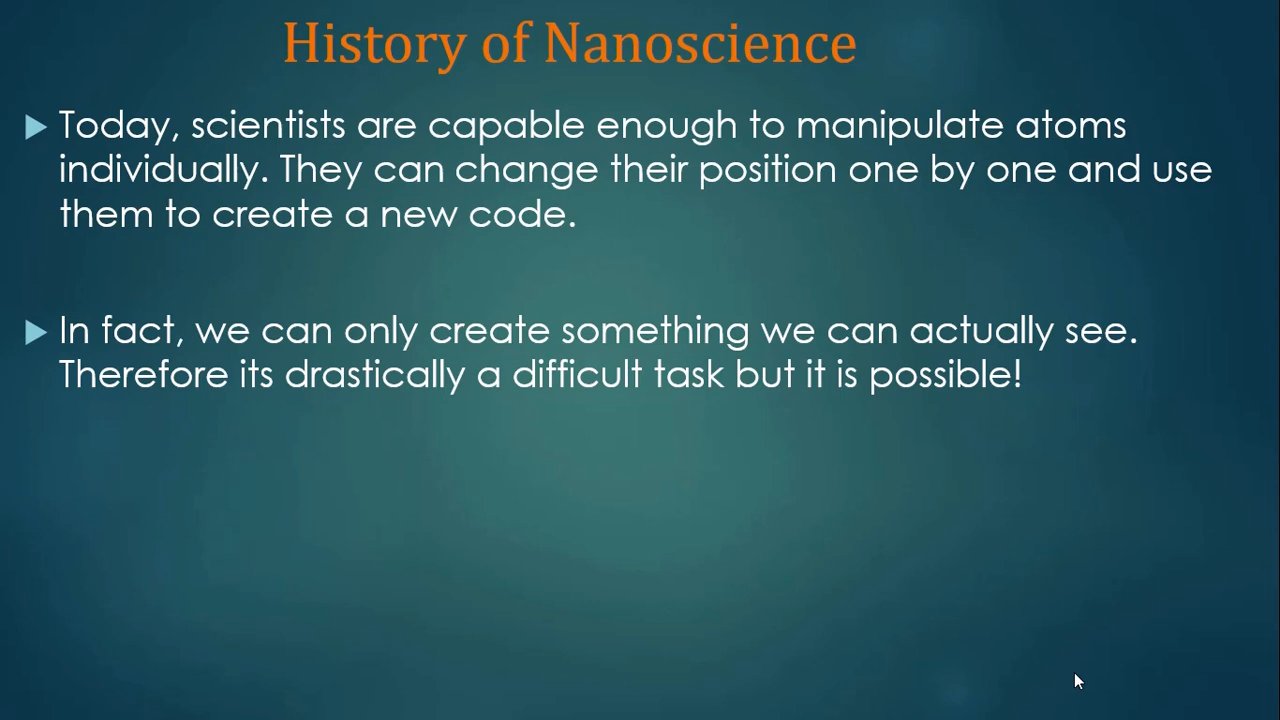 History of Nanoscience
Today, scientists are capable enough to manipulate atoms
individually. They can change their position one by one and use
them to create a new code.
In fact, we can only create something we can actually see.
Therefore its drastically a difficult task but it is possible!